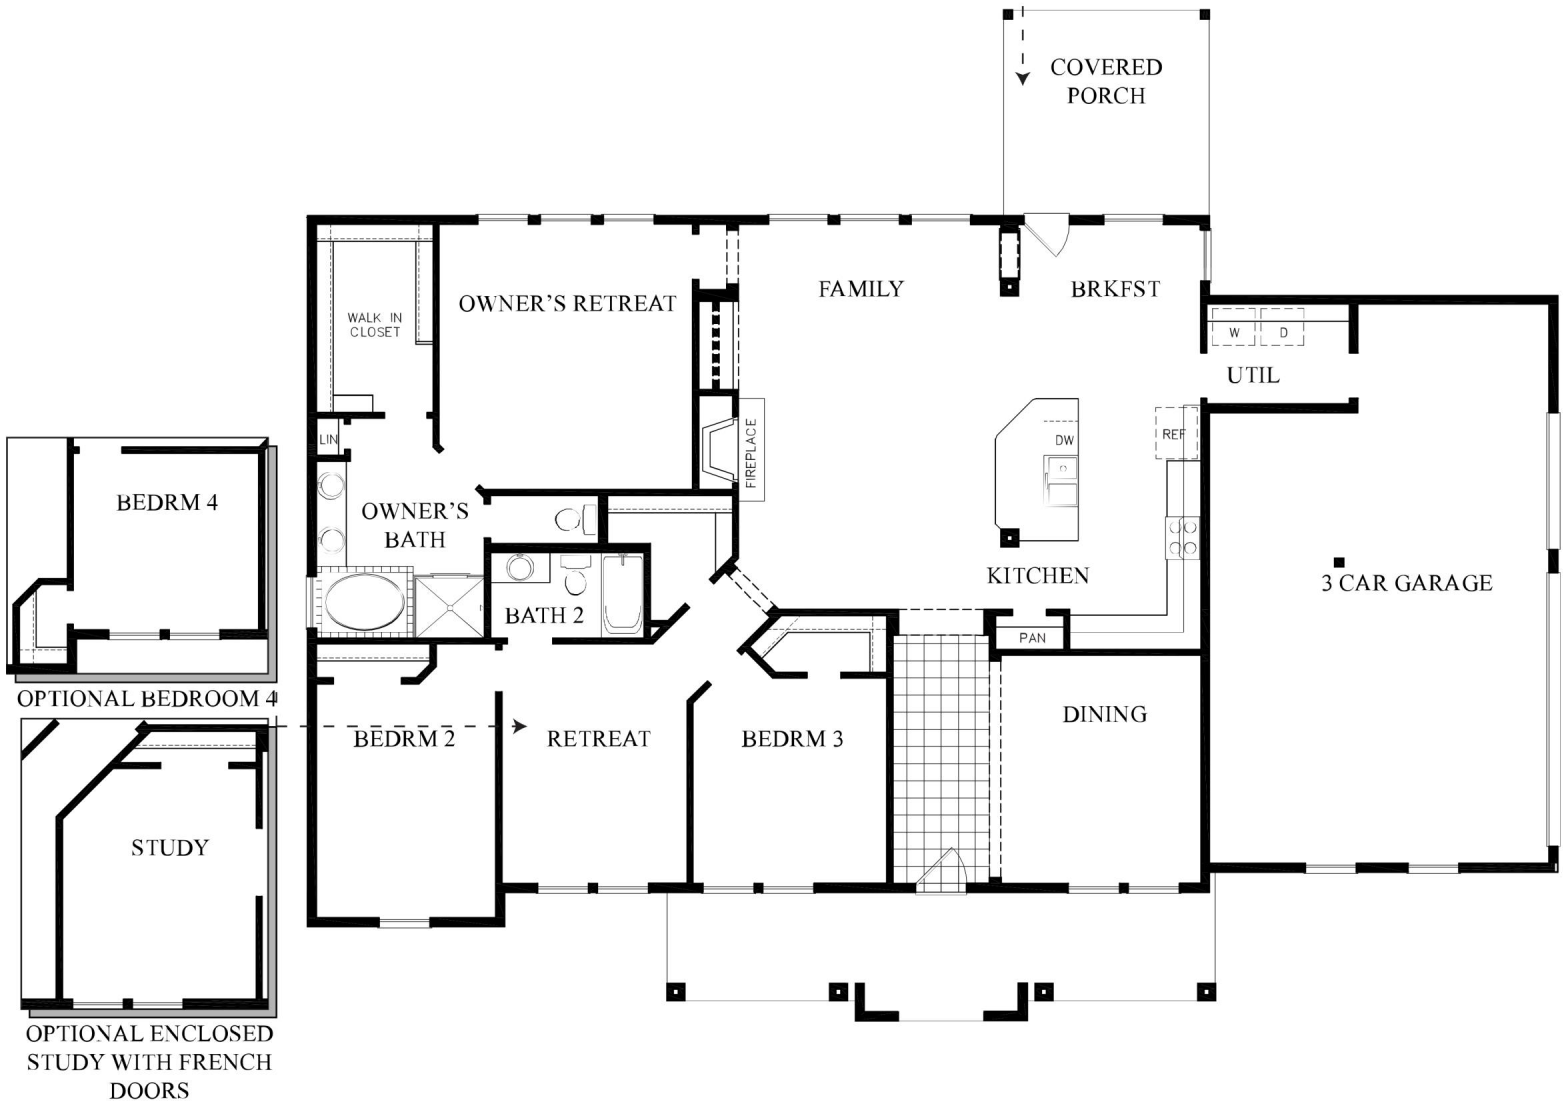 COVERED
PORCH
OWNER'S RETREAT
FAMILY
BRKFST
WALK IN
CLOSET
W
D
UTIL
LIN
DW
REF
FIREPLACE
BEDRM 4
OWNER'S
BATH
KITCHEN
3 CAR GARAGE
BATH 2
PAN
OPTIONAL BEDROOM 4
BEDRM 2
RETREAT
BEDRM 3
DINING
STUDY
OPTIONAL ENCLOSED
STUDY WITH FRENCH
DOORS